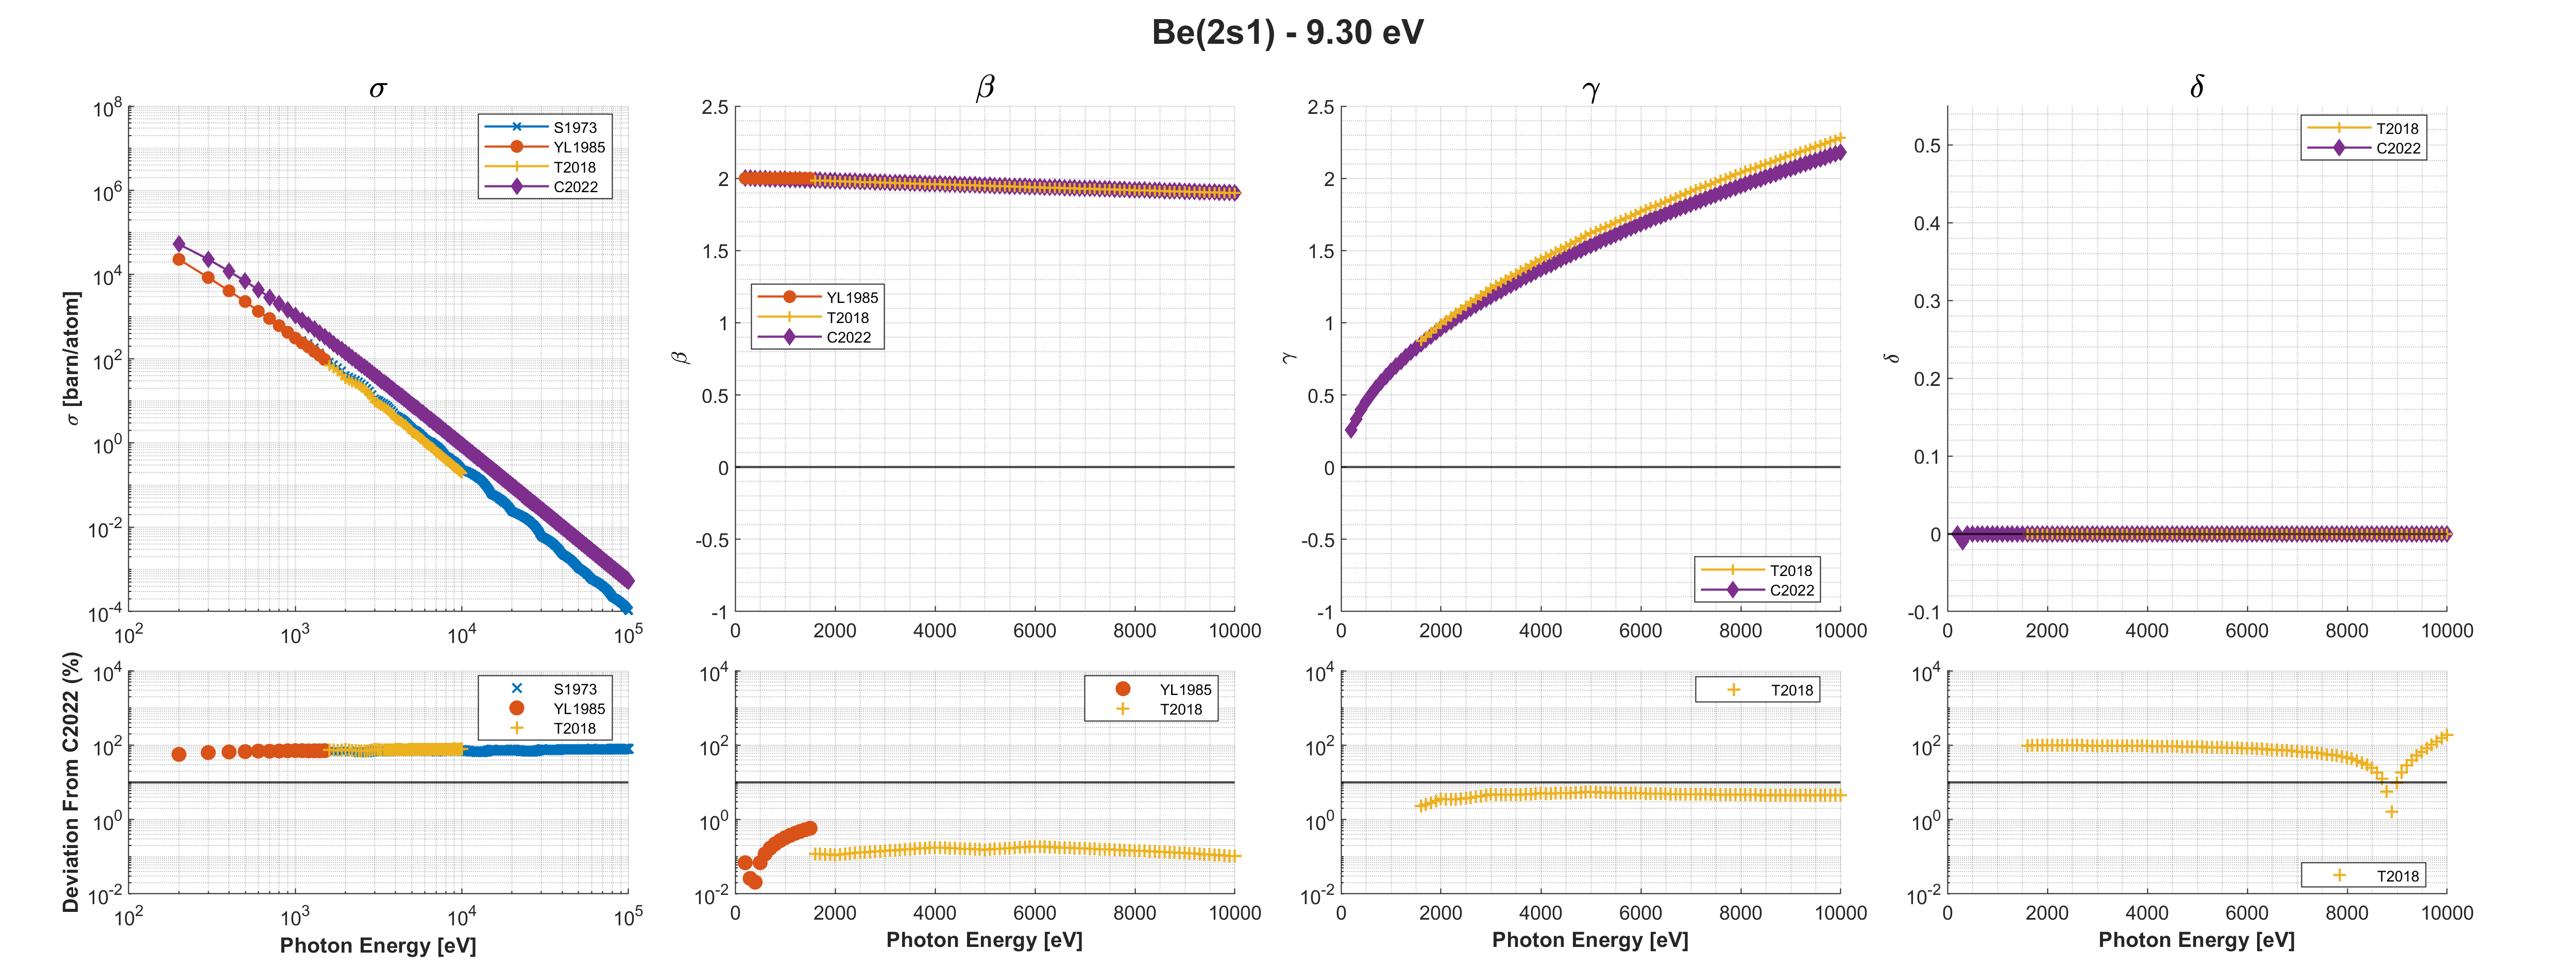 Be(2s1) - 9.30 eV
σ
10^8
10^6
10^4
10^2
10^0
10^-2
10^-4
10^2
10^3
10^4
10^5
σ [barn/atom]
S1973
YL1985
T2018
C2022
β
2.5
2
1.5
1
0.5
0
-0.5
-1
0
2000
4000
6000
8000
10000
β
YL1985
T2018
C2022
γ
2.5
2
1.5
1
0.5
0
-0.5
-1
0
2000
4000
6000
8000
10000
γ
T2018
C2022
δ
0.5
0.4
0.3
0.2
0.1
0
-0.1
0
2000
4000
6000
8000
10000
δ
T2018
C2022
Deviation From C2022 (%)
10^4
10^2
10^0
10^-2
10^2
10^3
10^4
10^5
Photon Energy [eV]
S1973
YL1985
T2018
10^4
10^2
10^0
10^-2
0
2000
4000
6000
8000
10000
Photon Energy [eV]
YL1985
T2018
10^4
10^2
10^0
10^-2
0
2000
4000
6000
8000
10000
Photon Energy [eV]
T2018
10^4
10^2
10^0
10^-2
0
2000
4000
6000
8000
10000
Photon Energy [eV]
T2018